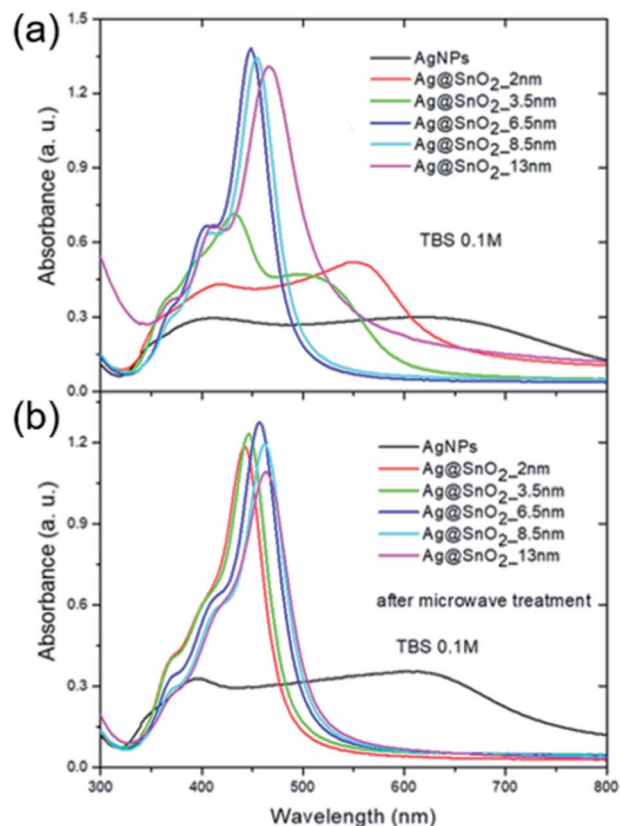 (a)
1.5
1.2
0.9
0.6
0.3
0.0
Absorbance (a. u.)
AgNPs
Ag@SnO2_2nm
Ag@SnO2_3.5nm
Ag@SnO2_6.5nm
Ag@SnO2_8.5nm
Ag@SnO2_13nm
TBS 0.1M
(b)
1.2
0.9
0.6
0.3
0.0
Absorbance (a. u.)
AgNPs
Ag@SnO2_2nm
Ag@SnO2_3.5nm
Ag@SnO2_6.5nm
Ag@SnO2_8.5nm
Ag@SnO2_13nm
after microwave treatment
TBS 0.1M
300 400 500 600 700 800
Wavelength (nm)